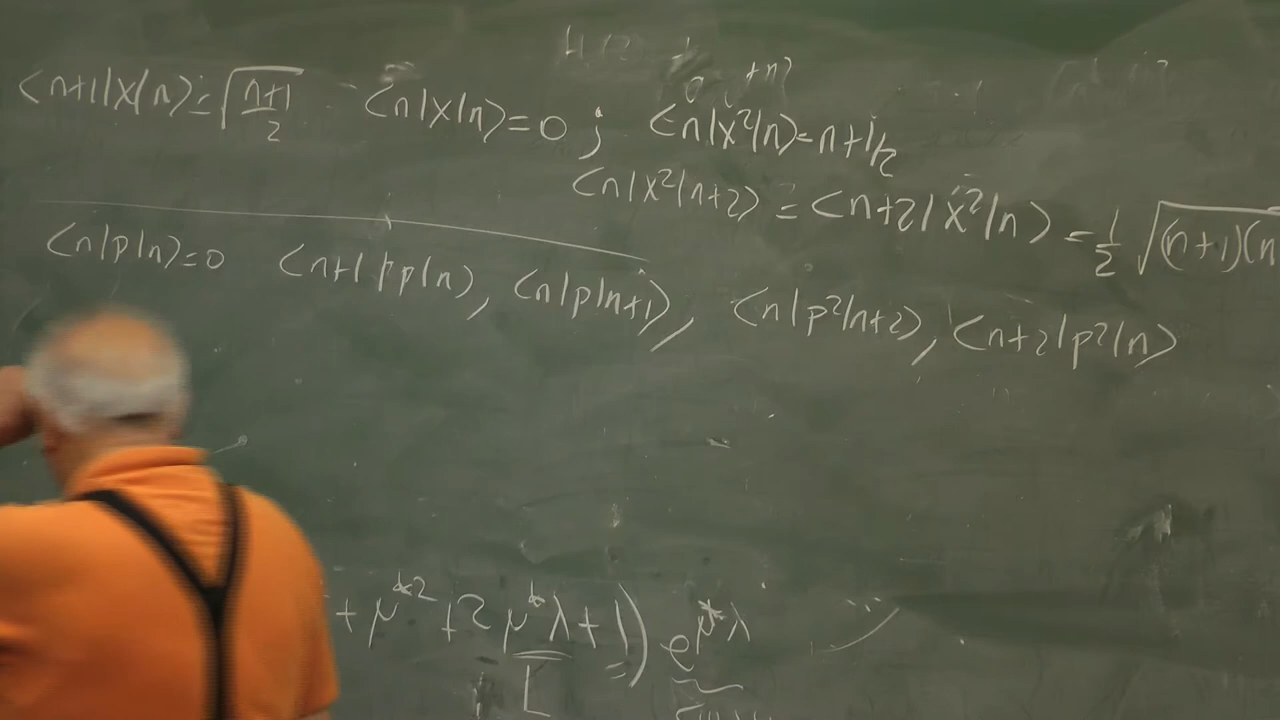 <n+1|x|n>=√(n+1)/2 <n|x|n>=0 ; <n|x²|n>=n+1/2
<n|x²|n+2> = <n+2|x²|n> = 1/2 √(n+1)(n
<n|p|n>=0 <n+1|p|n>, <n|p|n+1>, <n|p²|n+2>, <n+2|p²|n>
+ μ*² + 2μ*λ + 1) e^μ*λ